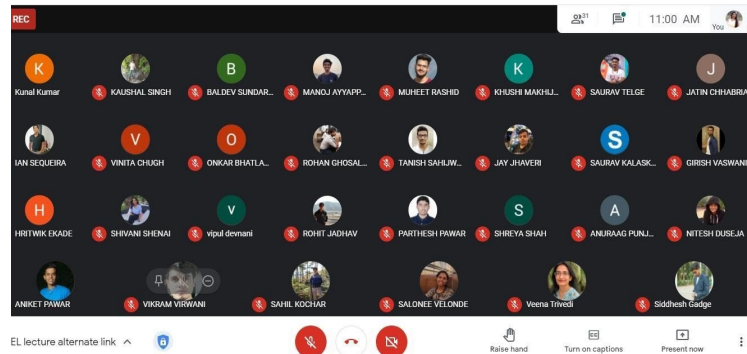 REC 31 11:00 AM You
K B K J
Kunal Kumar KAUSHAL SINGH BALDEV SUNDAR... MANOJ AYYAPP... MUHEET RASHID KHUSHI MAKHIJ... SAURAV TELGE JATIN CHHABRIA
V O S
IAN SEQUEIRA VINITA CHUGH ONKAR BHATLA... ROHAN GHOSAL... TANISH SAHIJW... JAY JHAVERI SAURAV KALASK... GIRISH VASWANI
H v S A
HRITWIK EKADE SHIVANI SHENAI vipul devnani ROHIT JADHAV PARTHESH PAWAR SHREYA SHAH ANURAAG PUNJ... NITESH DUSEJA
ANIKET PAWAR VIKRAM VIRWANI SAHIL KOCHAR SALONEE VELONDE Veena Trivedi Siddhesh Gadge
EL lecture alternate link Raise hand CC Turn on captions Present now